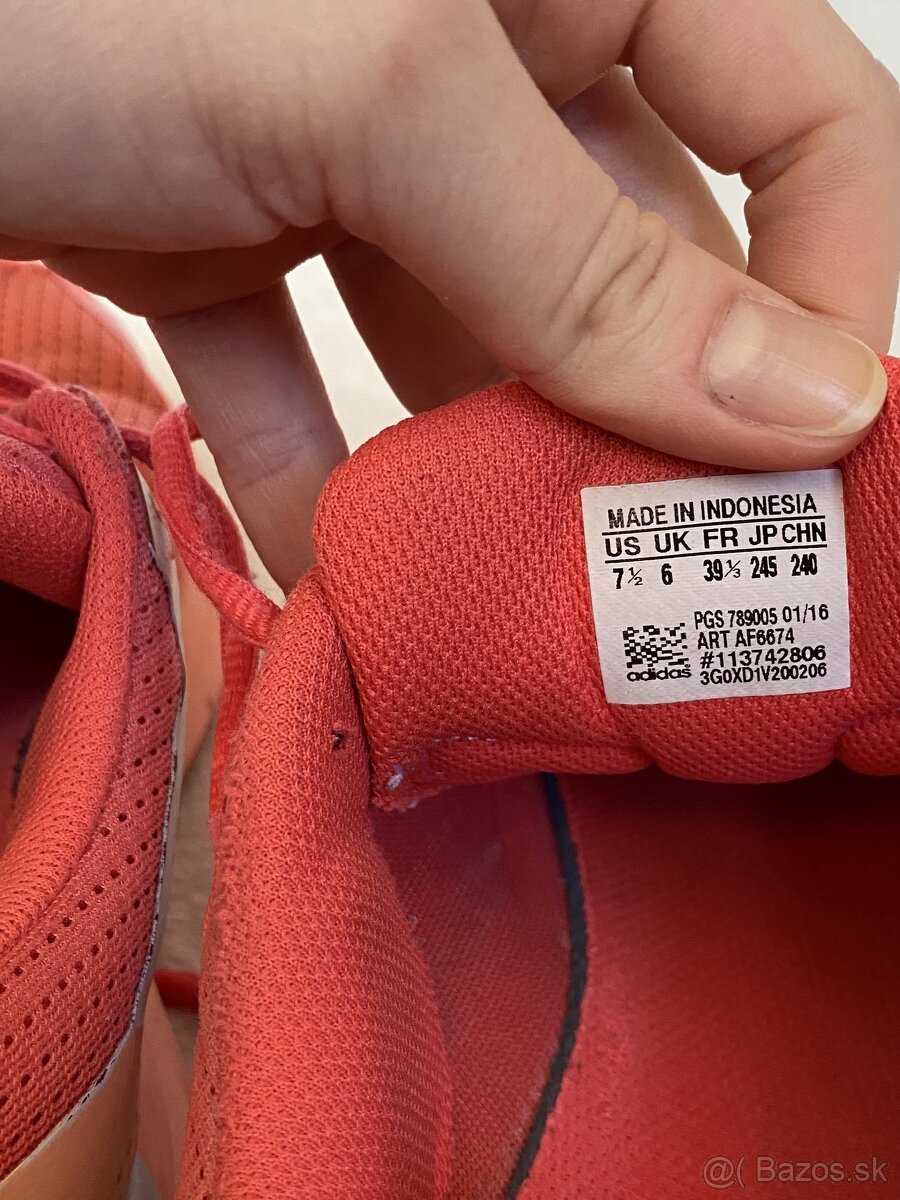 MADE IN INDONESIA
US UK FR JP CHN
7½ 6 39⅓ 245 240
PGS 789005 01/16
ART AF6674
#113742806
adidas 3G0XD1V200206
@( Bazos.sk